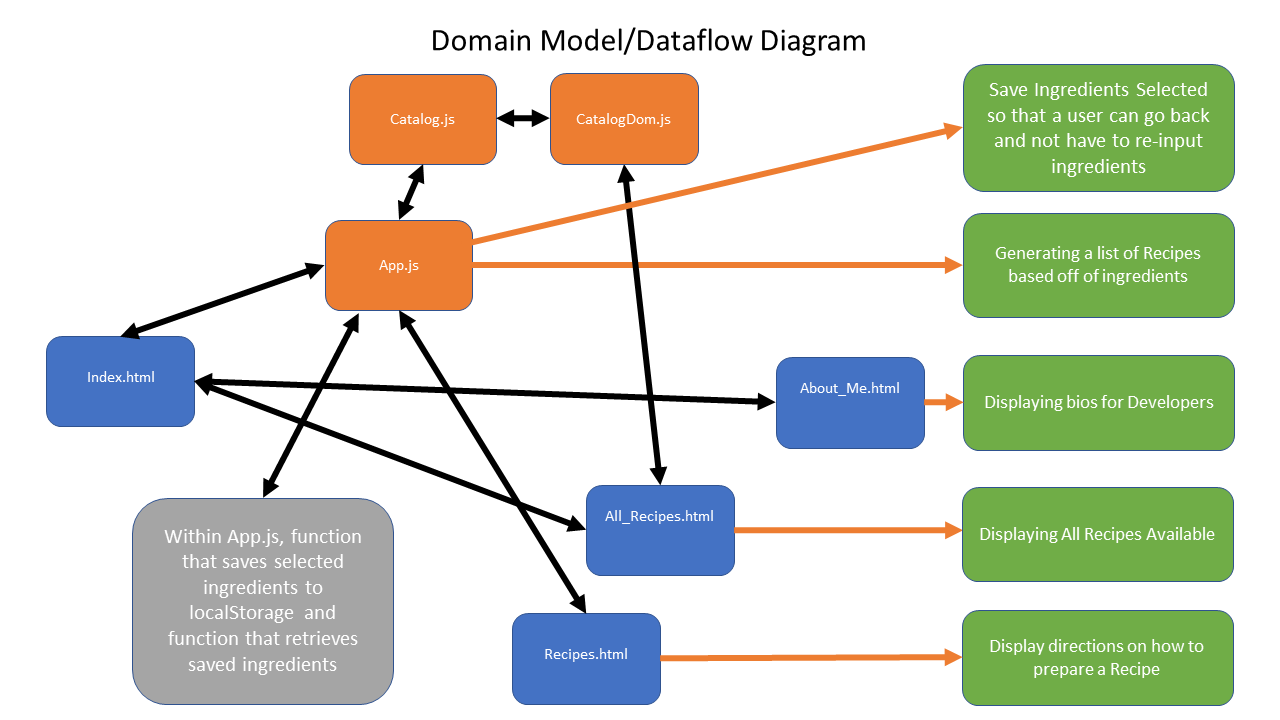 Domain Model/Dataflow Diagram
Catalog.js
CatalogDom.js
Save Ingredients Selected
so that a user can go back
and not have to re-input
ingredients
App.js
Generating a list of Recipes
based off of ingredients
Index.html
About_Me.html
Displaying bios for Developers
All_Recipes.html
Displaying All Recipes Available
Within App.js, function
that saves selected
ingredients to
localStorage and
function that retrieves
saved ingredients
Recipes.html
Display directions on how to
prepare a Recipe